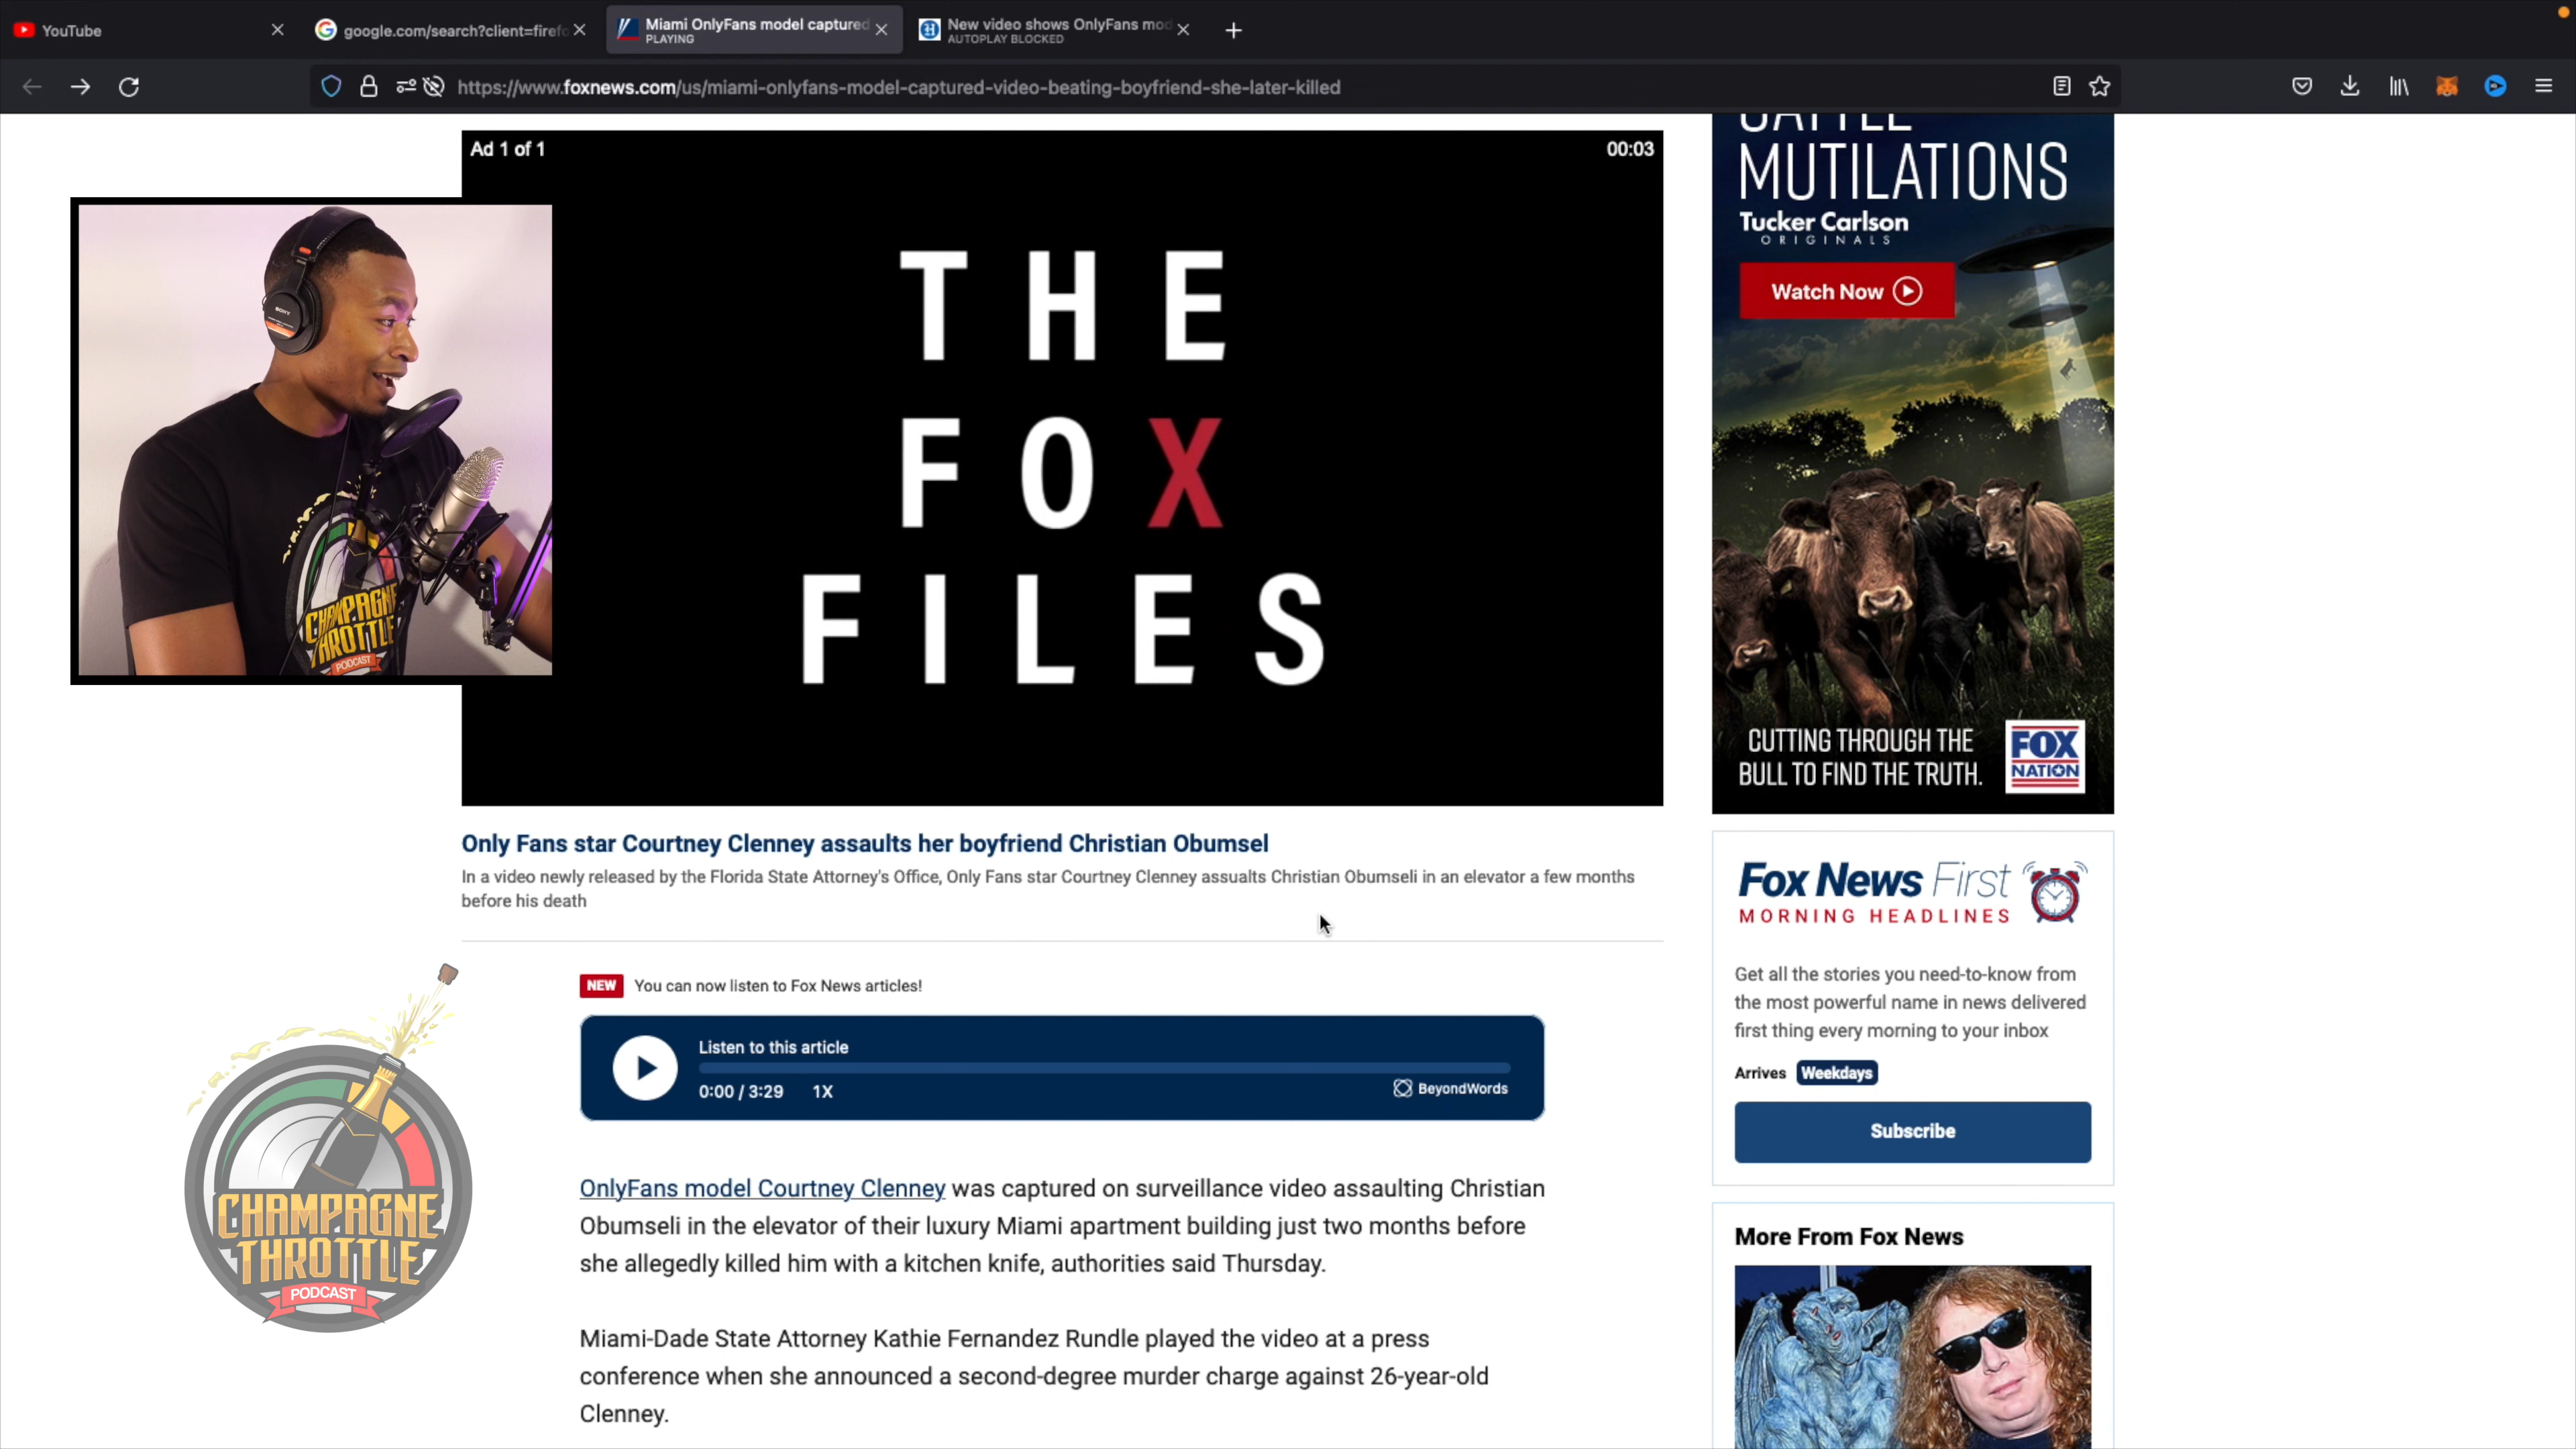 YouTube
google.com/search?client=firefo
Miami OnlyFans model captured
PLAYING
New video shows OnlyFans mod
AUTOPLAY BLOCKED
https://www.foxnews.com/us/miami-onlyfans-model-captured-video-beating-boyfriend-she-later-killed
Ad 1 of 1
00:03
THE
FOX
FILES
SONY
CHAMPAGNE
THROTTLE
PODCAST
CATTLE
MUTILATIONS
Tucker Carlson
ORIGINALS
Watch Now
CUTTING THROUGH THE
BULL TO FIND THE TRUTH.
FOX
NATION
Only Fans star Courtney Clenney assaults her boyfriend Christian Obumsel
In a video newly released by the Florida State Attorney's Office, Only Fans star Courtney Clenney assualts Christian Obumseli in an elevator a few months
before his death
NEW You can now listen to Fox News articles!
Listen to this article
0:00 / 3:29 1X
BeyondWords
CHAMPAGNE
THROTTLE
PODCAST
OnlyFans model Courtney Clenney was captured on surveillance video assaulting Christian
Obumseli in the elevator of their luxury Miami apartment building just two months before
she allegedly killed him with a kitchen knife, authorities said Thursday.
Miami-Dade State Attorney Kathie Fernandez Rundle played the video at a press
conference when she announced a second-degree murder charge against 26-year-old
Clenney.
Fox News First
MORNING HEADLINES
Get all the stories you need-to-know from
the most powerful name in news delivered
first thing every morning to your inbox
Arrives Weekdays
Subscribe
More From Fox News